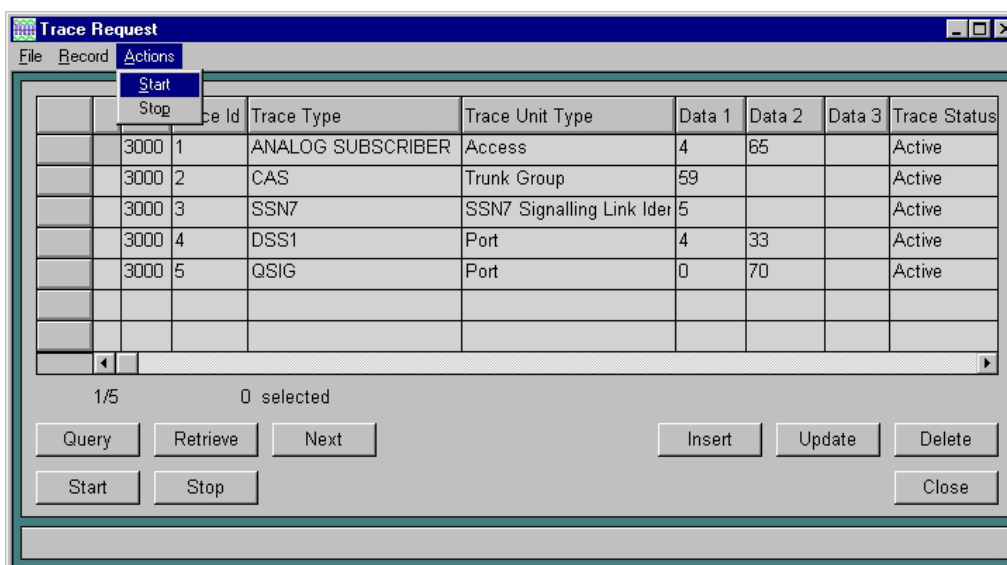 Trace Request
File Record Actions
Start
Stop
ce Id Trace Type Trace Unit Type Data 1 Data 2 Data 3 Trace Status
3000 1 ANALOG SUBSCRIBER Access 4 65 Active
3000 2 CAS Trunk Group 59 Active
3000 3 SSN7 SSN7 Signalling Link Iden 5 Active
3000 4 DSS1 Port 4 33 Active
3000 5 QSIG Port 0 70 Active
1/5 0 selected
Query Retrieve Next Insert Update Delete
Start Stop Close